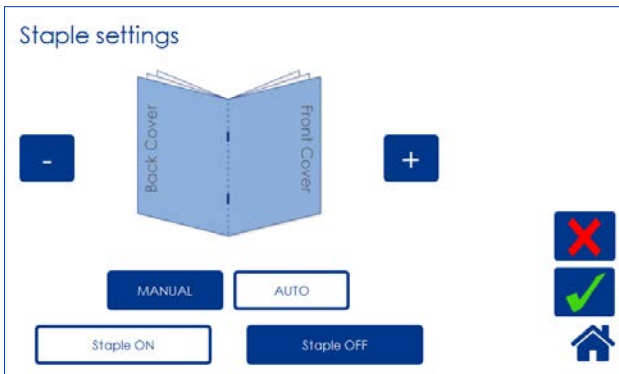 Staple settings
Back Cover
Front Cover
-
+
MANUAL
AUTO
Staple ON
Staple OFF